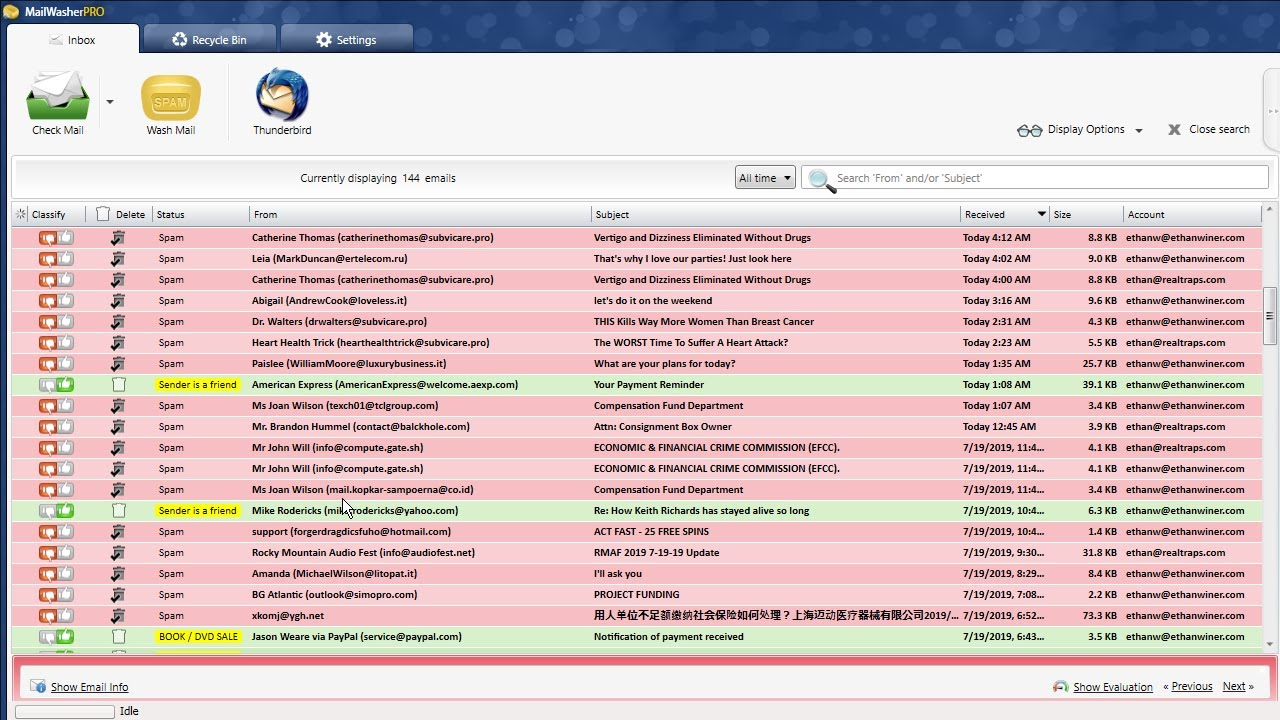 MailWasherPRO
Inbox Recycle Bin Settings
Check Mail Wash Mail Thunderbird
SPAM
Display Options Close search
Currently displaying 144 emails All time Search 'From' and/or 'Subject'
Classify Delete Status From Subject Received Size Account
Spam Catherine Thomas (catherinethomas@subvicare.pro) Vertigo and Dizziness Eliminated Without Drugs Today 4:12 AM 8.8 KB ethanw@ethanwiner.com
Spam Leia (MarkDuncan@ertelecom.ru) That's why I love our parties! Just look here Today 4:02 AM 9.0 KB ethanw@ethanwiner.com
Spam Catherine Thomas (catherinethomas@subvicare.pro) Vertigo and Dizziness Eliminated Without Drugs Today 4:00 AM 8.8 KB ethan@realtraps.com
Spam Abigail (AndrewCook@loveless.it) let's do it on the weekend Today 3:16 AM 9.6 KB ethanw@ethanwiner.com
Spam Dr. Walters (drwalters@subvicare.pro) THIS Kills Way More Women Than Breast Cancer Today 2:31 AM 4.3 KB ethanw@ethanwiner.com
Spam Heart Health Trick (hearthealthtrick@subvicare.pro) The WORST Time To Suffer A Heart Attack? Today 2:23 AM 5.5 KB ethan@realtraps.com
Spam Paislee (WilliamMoore@luxurybusiness.it) What are your plans for today? Today 1:35 AM 25.7 KB ethanw@ethanwiner.com
Sender is a friend American Express (AmericanExpress@welcome.aexp.com) Your Payment Reminder Today 1:08 AM 39.1 KB ethanw@ethanwiner.com
Spam Ms Joan Wilson (texch01@tclgroup.com) Compensation Fund Department Today 1:07 AM 3.4 KB ethanw@ethanwiner.com
Spam Mr. Brandon Hummel (contact@balckhole.com) Attn: Consignment Box Owner Today 12:45 AM 3.9 KB ethan@realtraps.com
Spam Mr John Will (info@compute.gate.sh) ECONOMIC & FINANCIAL CRIME COMMISSION (EFCC). 7/19/2019, 11:4... 4.1 KB ethan@realtraps.com
Spam Mr John Will (info@compute.gate.sh) ECONOMIC & FINANCIAL CRIME COMMISSION (EFCC). 7/19/2019, 11:4... 4.1 KB ethanw@ethanwiner.com
Spam Ms Joan Wilson (mail.kopkar-sampoerna@co.id) Compensation Fund Department 7/19/2019, 11:4... 3.4 KB ethanw@ethanwiner.com
Sender is a friend Mike Rodericks (mikerodericks@yahoo.com) Re: How Keith Richards has stayed alive so long 7/19/2019, 10:4... 6.3 KB ethanw@ethanwiner.com
Spam support (forgerdragdicsfuho@hotmail.com) ACT FAST - 25 FREE SPINS 7/19/2019, 10:4... 1.4 KB ethanw@ethanwiner.com
Spam Rocky Mountain Audio Fest (info@audiofest.net) RMAF 2019 7-19-19 Update 7/19/2019, 9:30... 31.8 KB ethan@realtraps.com
Spam Amanda (MichaelWilson@litopat.it) I'll ask you 7/19/2019, 8:29... 8.4 KB ethanw@ethanwiner.com
Spam BG Atlantic (outlook@simopro.com) PROJECT FUNDING 7/19/2019, 7:08... 2.2 KB ethanw@ethanwiner.com
Spam xkomj@ygh.net 用人单位不足额缴纳社会保险如何处理？上海迈动医疗器械有限公司2019/... 7/19/2019, 6:52... 73.3 KB ethanw@ethanwiner.com
BOOK / DVD SALE Jason Weare via PayPal (service@paypal.com) Notification of payment received 7/19/2019, 6:43... 3.5 KB ethanw@ethanwiner.com
Show Email Info Show Evaluation « Previous Next »
Idle